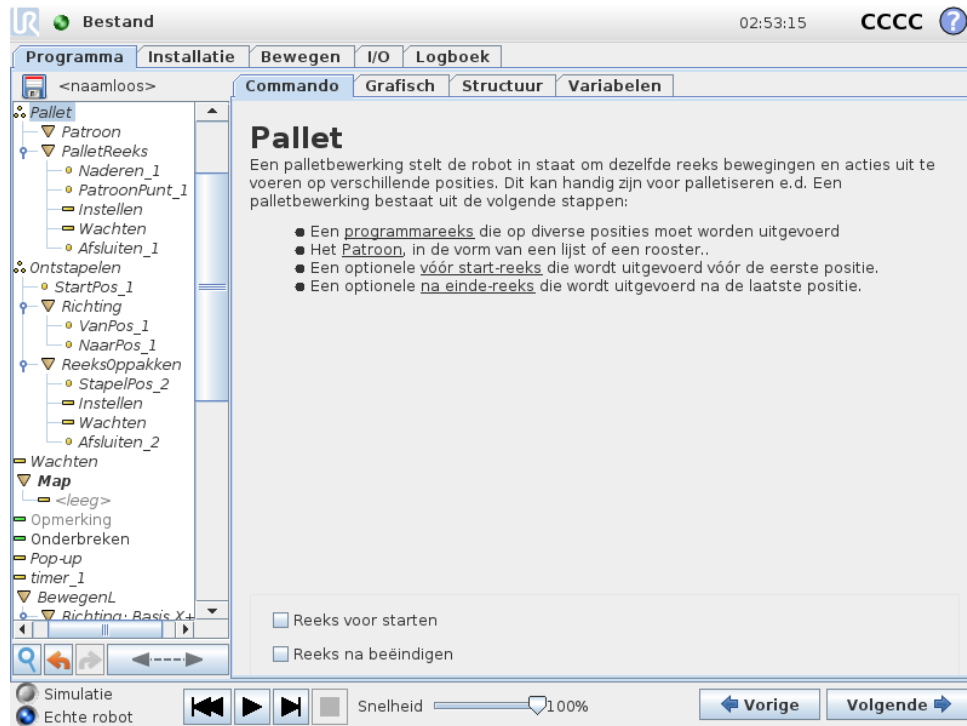 UR Bestand 02:53:15 CCCC ?
Programma Installatie Bewegen I/O Logboek
<naamloos>
Commando Grafisch Structuur Variabelen
Pallet
Patroon
PalletReeks
Naderen_1
PatroonPunt_1
Instellen
Wachten
Afsluiten_1
Ontstapelen
StartPos_1
Richting
VanPos_1
NaarPos_1
ReeksOppakken
StapelPos_2
Instellen
Wachten
Afsluiten_2
Wachten
Map
<leeg>
Opmerking
Onderbreken
Pop-up
timer_1
BewegenL
Richting: Basis X+
Pallet
Een palletbewerking stelt de robot in staat om dezelfde reeks bewegingen en acties uit te
voeren op verschillende posities. Dit kan handig zijn voor palletiseren e.d. Een
palletbewerking bestaat uit de volgende stappen:
Een programmareeks die op diverse posities moet worden uitgevoerd
Het Patroon, in de vorm van een lijst of een rooster..
Een optionele vóór start-reeks die wordt uitgevoerd vóór de eerste positie.
Een optionele na einde-reeks die wordt uitgevoerd na de laatste positie.
Reeks voor starten
Reeks na beëindigen
Simulatie
Echte robot
Snelheid 100%
Vorige Volgende